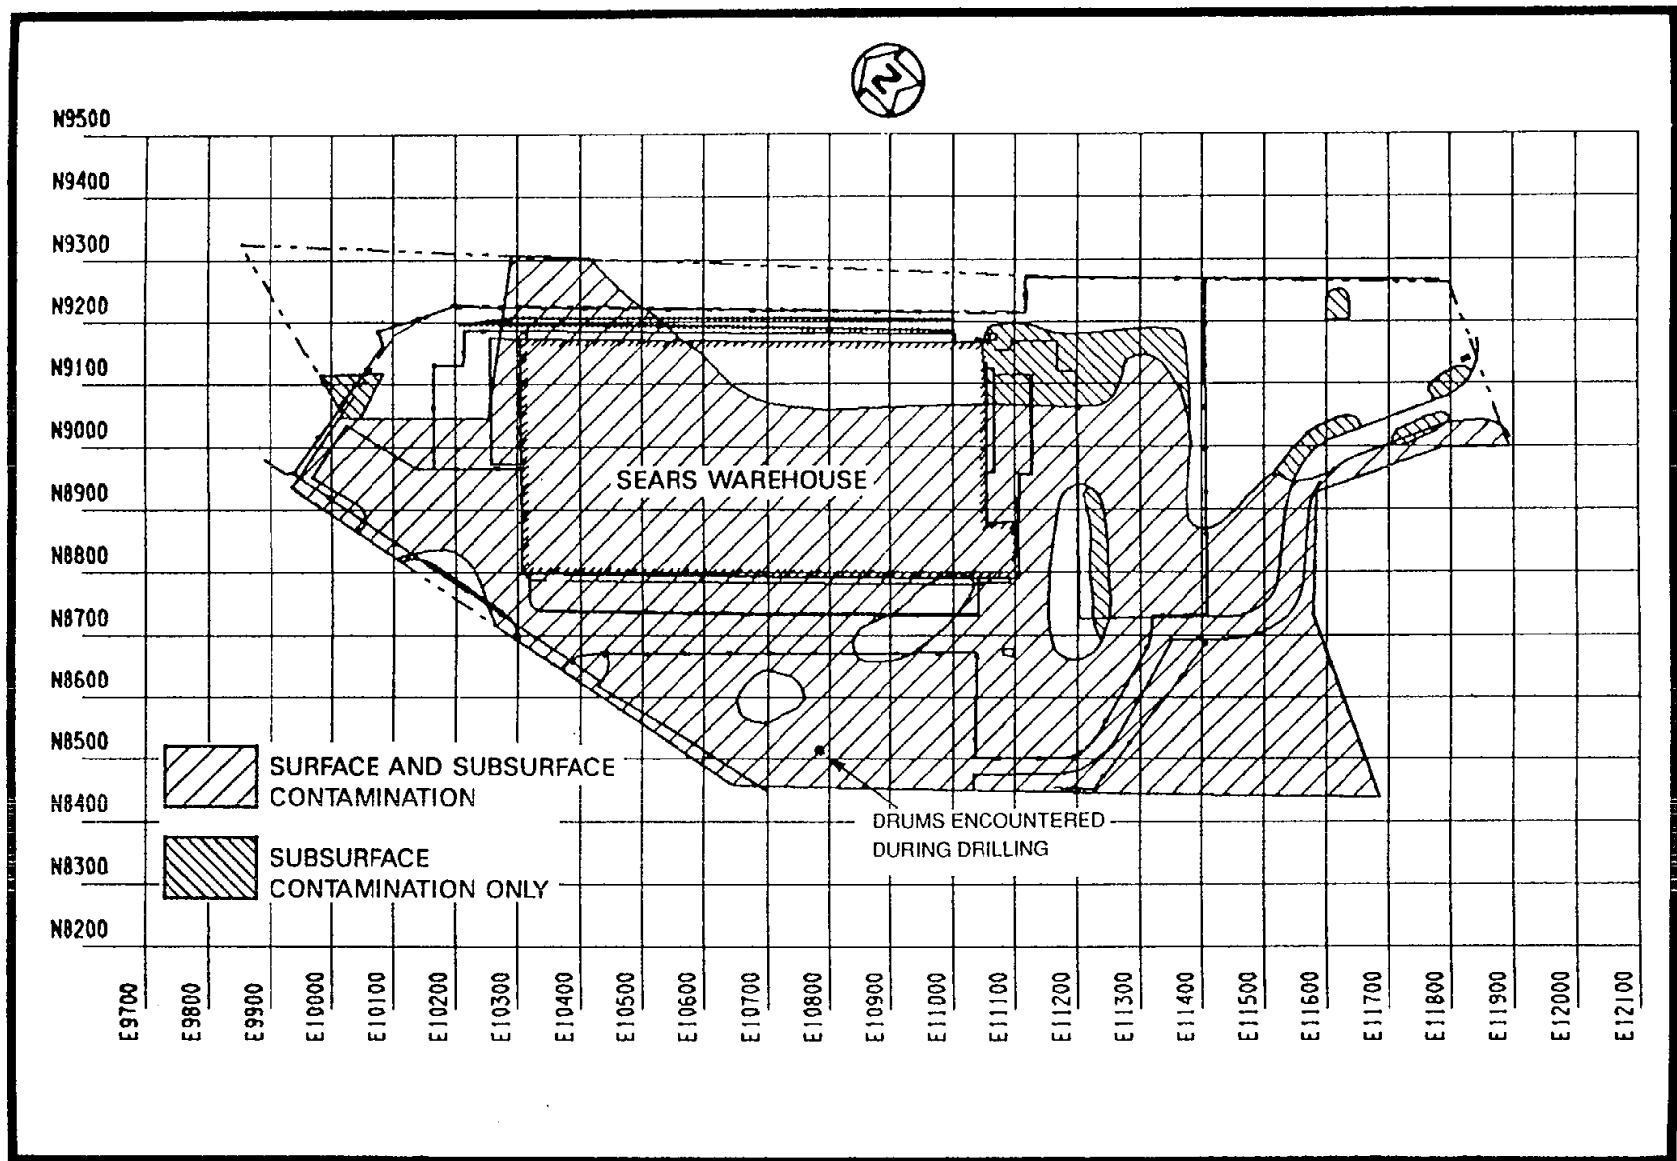 N
N9500
N9400
N9300
N9200
N9100
N9000
N8900
N8800
N8700
N8600
N8500
N8400
N8300
N8200
SEARS WAREHOUSE
SURFACE AND SUBSURFACE
CONTAMINATION
SUBSURFACE
CONTAMINATION ONLY
DRUMS ENCOUNTERED
DURING DRILLING
E9700
E9800
E9900
E10000
E10100
E10200
E10300
E10400
E10500
E10600
E10700
E10800
E10900
E11000
E11100
E11200
E11300
E11400
E11500
E11600
E11700
E11800
E11900
E12000
E12100